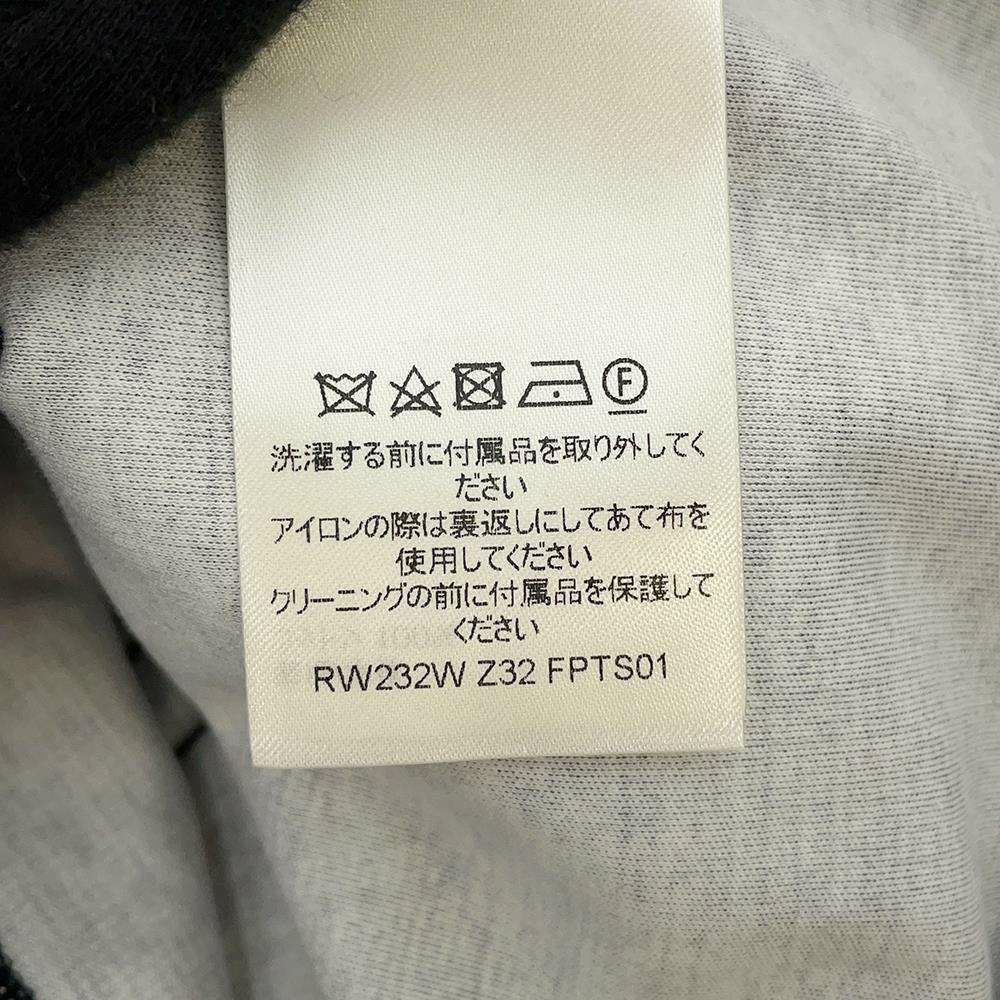 F
洗濯する前に付属品を取り外してく
ださい
アイロンの際は裏返しにしてあて布を
使用してください
クリーニングの前に付属品を保護して
ください
RW232W Z32 FPTS01